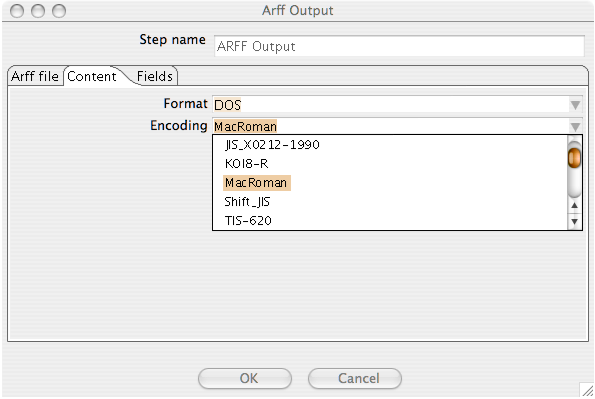 Arff Output
Step name ARFF Output
Arff file Content Fields
Format DOS
Encoding MacRoman
JIS_X0212-1990
KOI8-R
MacRoman
Shift_JIS
TIS-620
OK Cancel